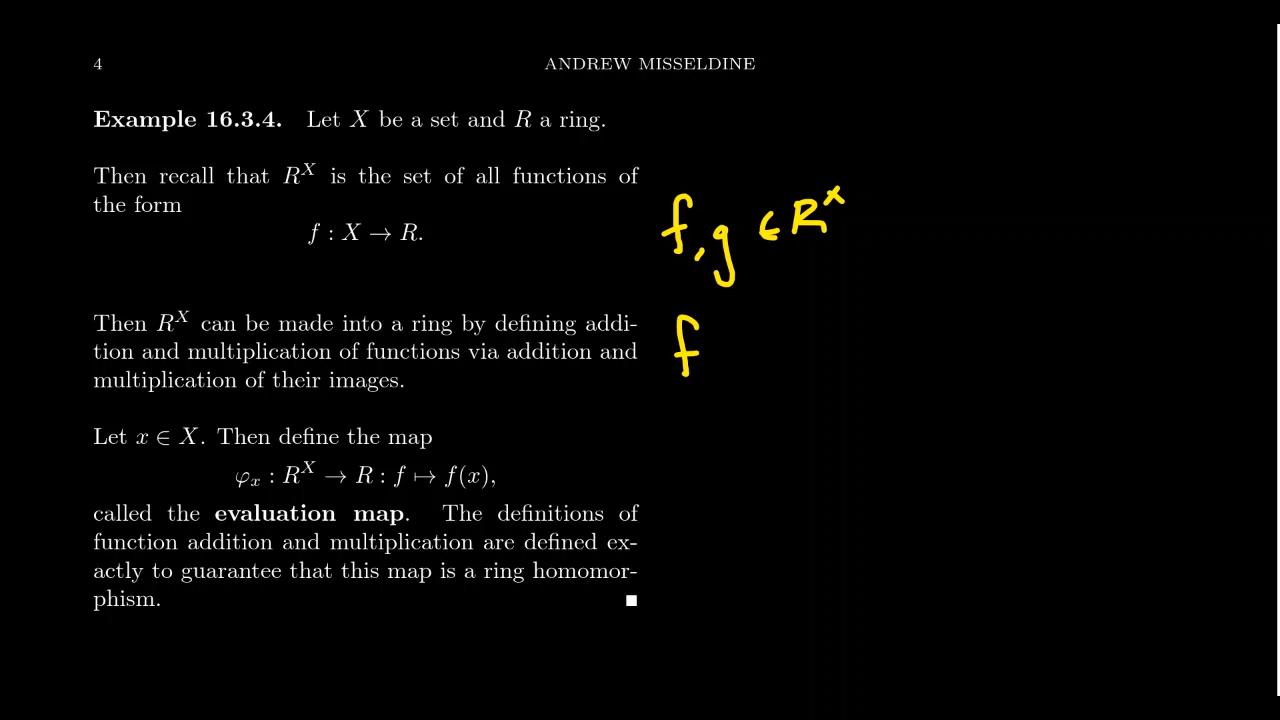 4 ANDREW MISSELDINE
Example 16.3.4. Let X be a set and R a ring.
Then recall that R^X is the set of all functions of
the form
f : X → R.
Then R^X can be made into a ring by defining addi-
tion and multiplication of functions via addition and
multiplication of their images.
Let x ∈ X. Then define the map
φₓ : R^X → R : f ↦ f(x),
called the evaluation map. The definitions of
function addition and multiplication are defined ex-
actly to guarantee that this map is a ring homomor-
phism. ■
f, g ∈ R^X
f